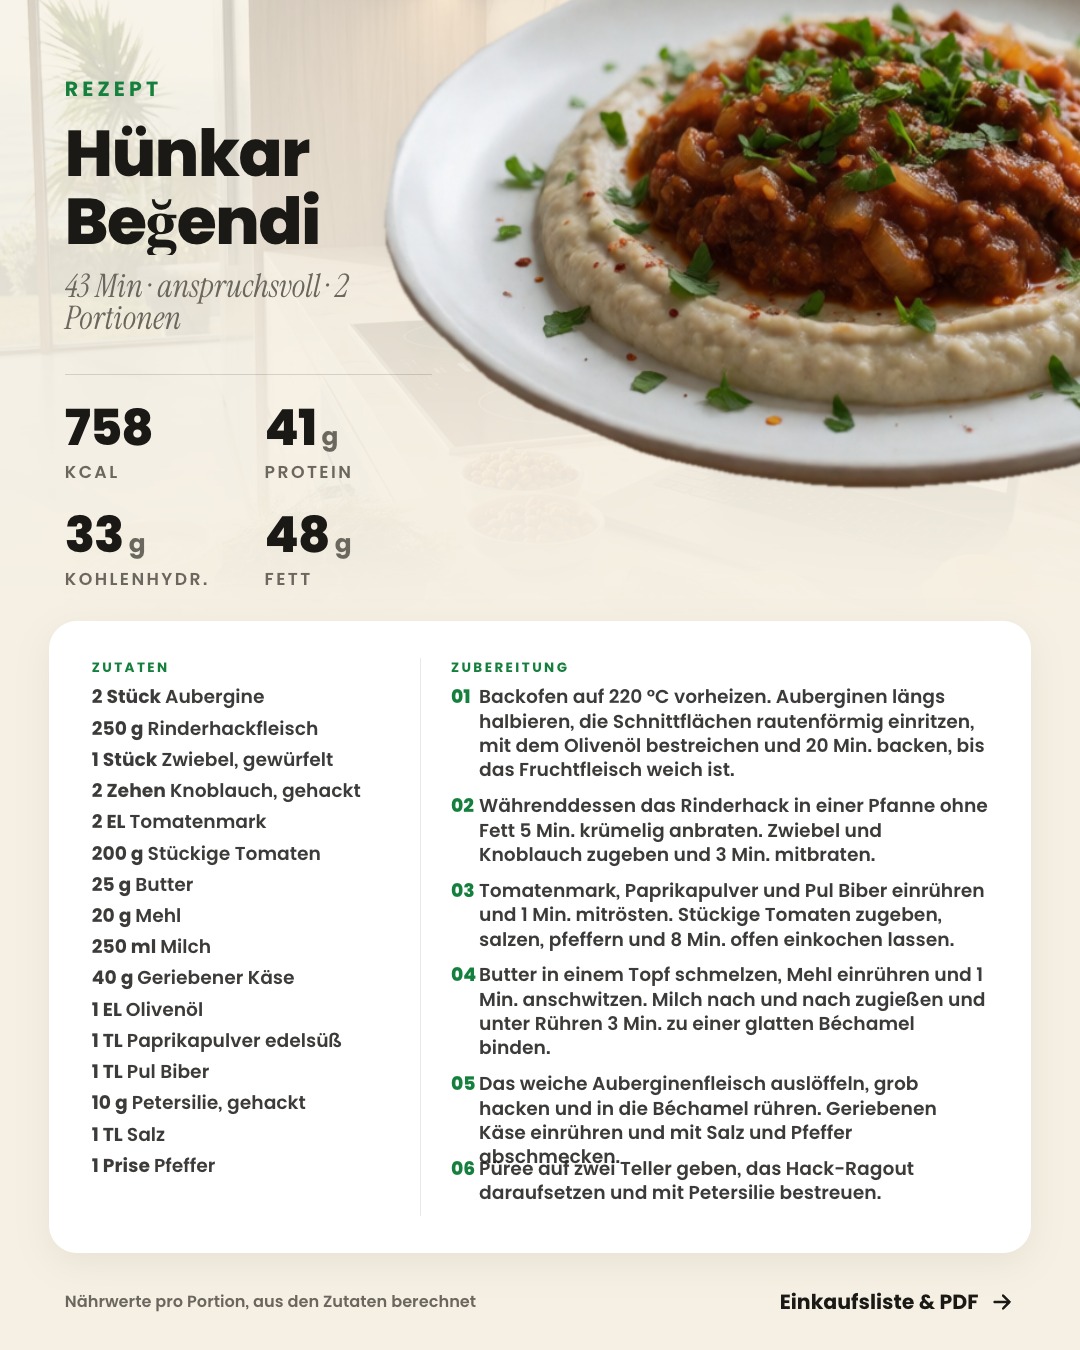 REZEPT
Hünkar
Beğendi
43 Min · anspruchsvoll · 2
Portionen
758
KCAL
41 g
PROTEIN
33 g
KOHLENHYDR.
48 g
FETT
ZUTATEN
2 Stück Aubergine
250 g Rinderhackfleisch
1 Stück Zwiebel, gewürfelt
2 Zehen Knoblauch, gehackt
2 EL Tomatenmark
200 g Stückige Tomaten
25 g Butter
20 g Mehl
250 ml Milch
40 g Geriebener Käse
1 EL Olivenöl
1 TL Paprikapulver edelsüß
1 TL Pul Biber
10 g Petersilie, gehackt
1 TL Salz
1 Prise Pfeffer
ZUBEREITUNG
01 Backofen auf 220 °C vorheizen. Auberginen längs
halbieren, die Schnittflächen rautenförmig einritzen,
mit dem Olivenöl bestreichen und 20 Min. backen, bis
das Fruchtfleisch weich ist.
02 Währenddessen das Rinderhack in einer Pfanne ohne
Fett 5 Min. krümelig anbraten. Zwiebel und
Knoblauch zugeben und 3 Min. mitbraten.
03 Tomatenmark, Paprikapulver und Pul Biber einrühren
und 1 Min. mitrösten. Stückige Tomaten zugeben,
salzen, pfeffern und 8 Min. offen einkochen lassen.
04 Butter in einem Topf schmelzen, Mehl einrühren und 1
Min. anschwitzen. Milch nach und nach zugießen und
unter Rühren 3 Min. zu einer glatten Béchamel
binden.
05 Das weiche Auberginenfleisch auslöffeln, grob
hacken und in die Béchamel rühren. Geriebenen
Käse einrühren und mit Salz und Pfeffer
abschmecken.
06 Püree auf zwei Teller geben, das Hack-Ragout
daraufsetzen und mit Petersilie bestreuen.
Nährwerte pro Portion, aus den Zutaten berechnet
Einkaufsliste & PDF →